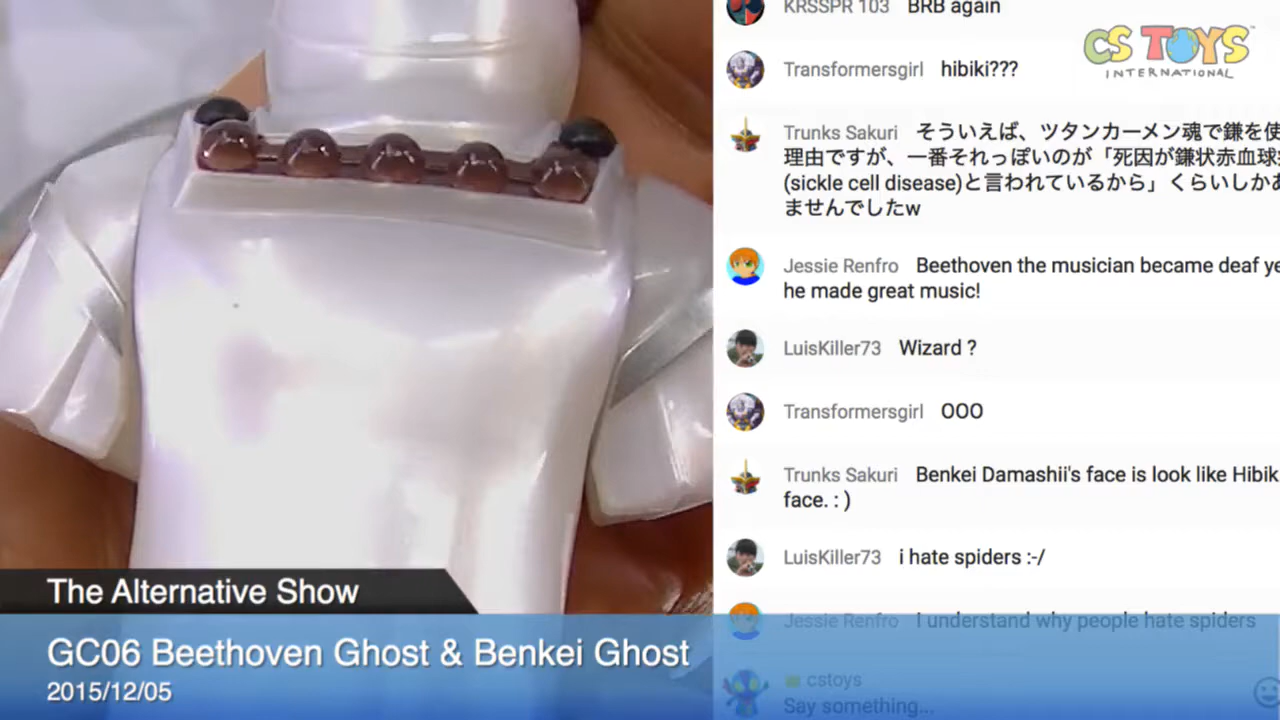 KRSSPR 103 BRB again
CS TOYS
INTERNATIONAL
Transformersgirl hibiki???
Trunks Sakuri そういえば、ツタンカーメン魂で鎌を使
理由ですが、一番それっぽいのが「死因が鎌状赤血球
(sickle cell disease)と言われているから」くらいしかあ
ませんでしたw
Jessie Renfro Beethoven the musician became deaf ye
he made great music!
LuisKiller73 Wizard ?
Transformersgirl OOO
Trunks Sakuri Benkei Damashii's face is look like Hibik
face. : )
LuisKiller73 i hate spiders :-/
Jessie Renfro I understand why people hate spiders
cstoys
Say something...
The Alternative Show
GC06 Beethoven Ghost & Benkei Ghost
2015/12/05